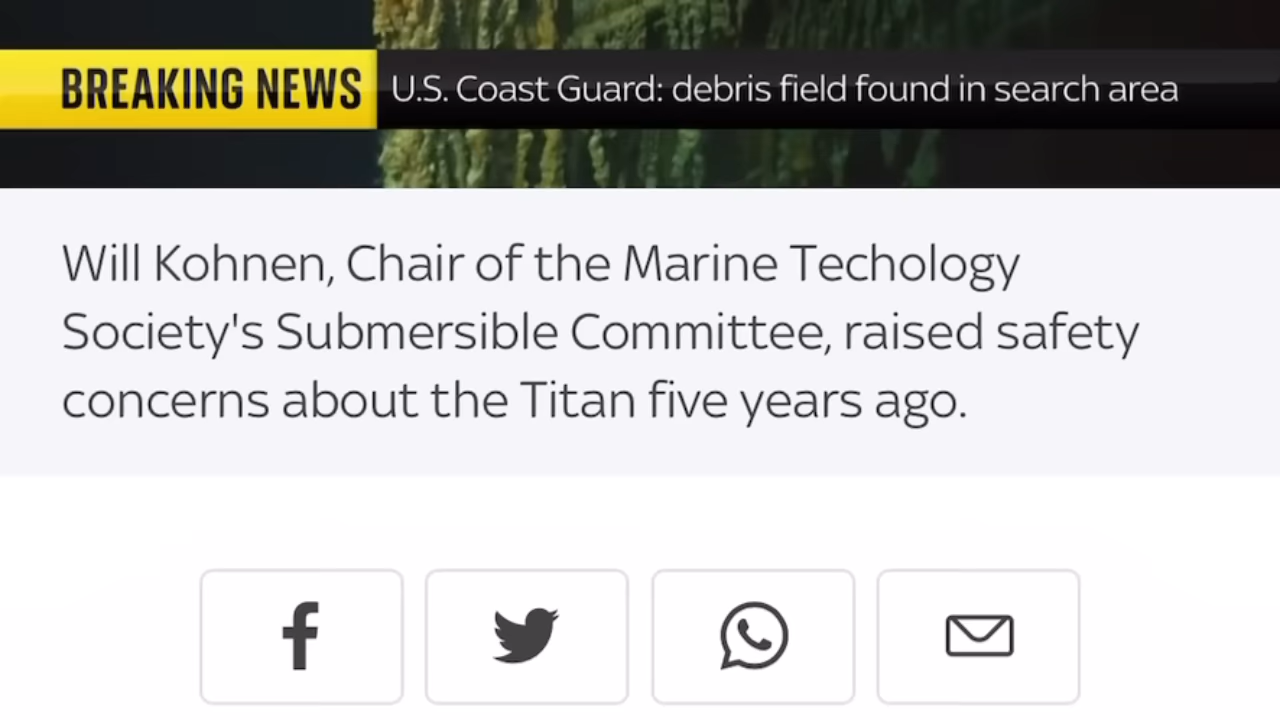 BREAKING NEWS U.S. Coast Guard: debris field found in search area
Will Kohnen, Chair of the Marine Techology
Society's Submersible Committee, raised safety
concerns about the Titan five years ago.